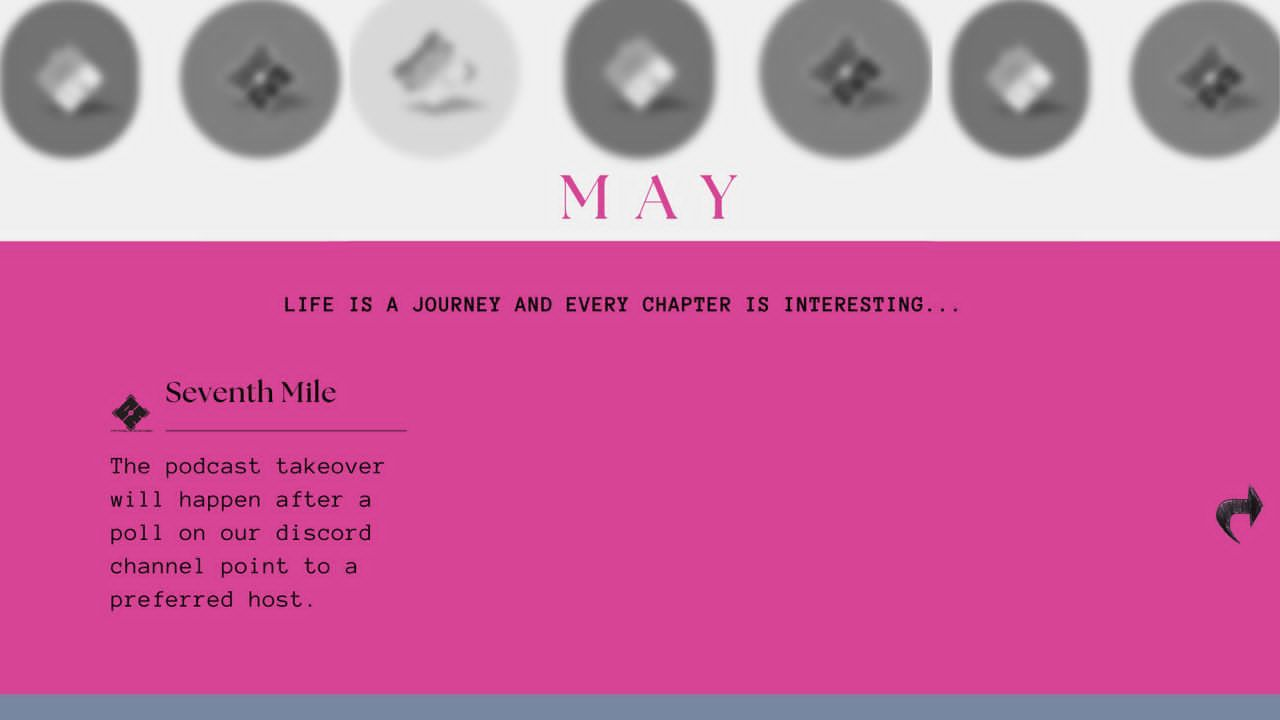 MAY
LIFE IS A JOURNEY AND EVERY CHAPTER IS INTERESTING...
Seventh Mile
The podcast takeover
will happen after a
poll on our discord
channel point to a
preferred host.